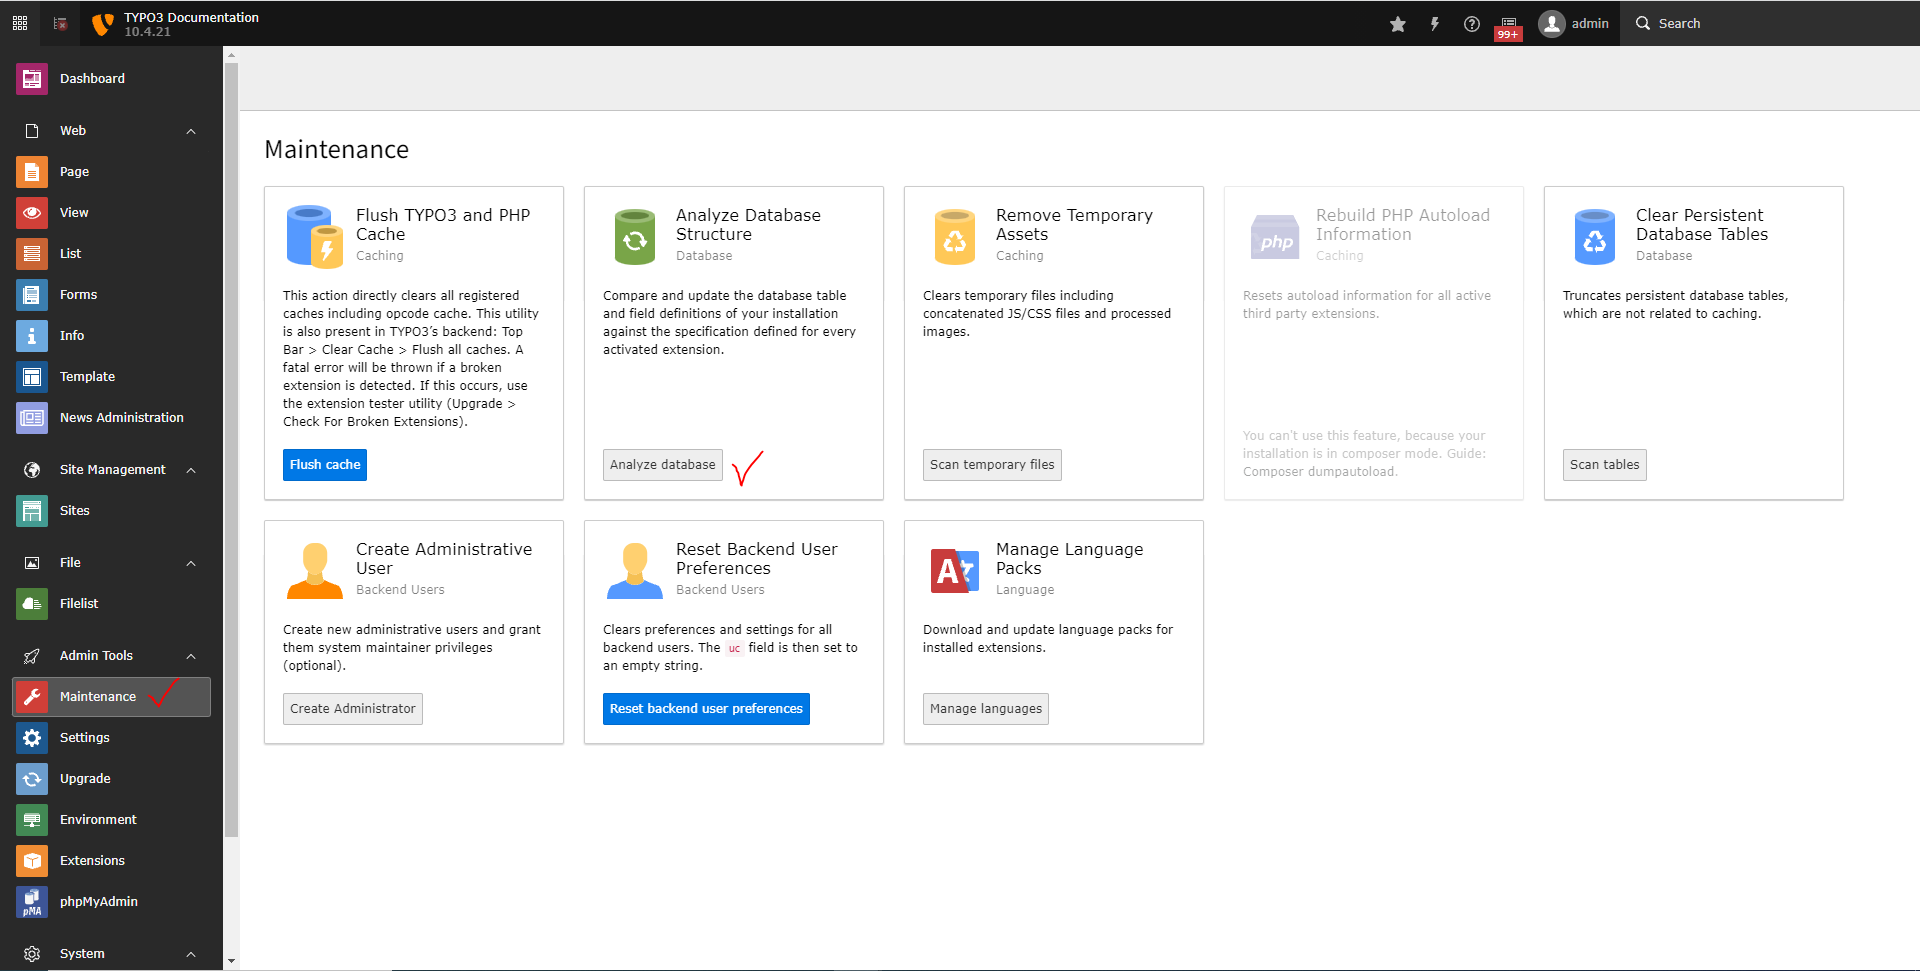 TYPO3 Documentation
10.4.21
99+
admin
Search
Dashboard
Web
Page
View
List
Forms
Info
Template
News Administration
Site Management
Sites
File
Filelist
Admin Tools
Maintenance
Settings
Upgrade
Environment
Extensions
pMA
phpMyAdmin
System
Maintenance
Flush TYPO3 and PHP
Cache
Caching
This action directly clears all registered
caches including opcode cache. This utility
is also present in TYPO3's backend: Top
Bar > Clear Cache > Flush all caches. A
fatal error will be thrown if a broken
extension is detected. If this occurs, use
the extension tester utility (Upgrade >
Check For Broken Extensions).
Flush cache
Analyze Database
Structure
Database
Compare and update the database table
and field definitions of your installation
against the specification defined for every
activated extension.
Analyze database
Remove Temporary
Assets
Caching
Clears temporary files including
concatenated JS/CSS files and processed
images.
Scan temporary files
php
Rebuild PHP Autoload
Information
Caching
Resets autoload information for all active
third party extensions.
You can't use this feature, because your
installation is in composer mode. Guide:
Composer dumpautoload.
Clear Persistent
Database Tables
Database
Truncates persistent database tables,
which are not related to caching.
Scan tables
Create Administrative
User
Backend Users
Create new administrative users and grant
them system maintainer privileges
(optional).
Create Administrator
Reset Backend User
Preferences
Backend Users
Clears preferences and settings for all
backend users. The uc field is then set to
an empty string.
Reset backend user preferences
A
Manage Language
Packs
Language
Download and update language packs for
installed extensions.
Manage languages